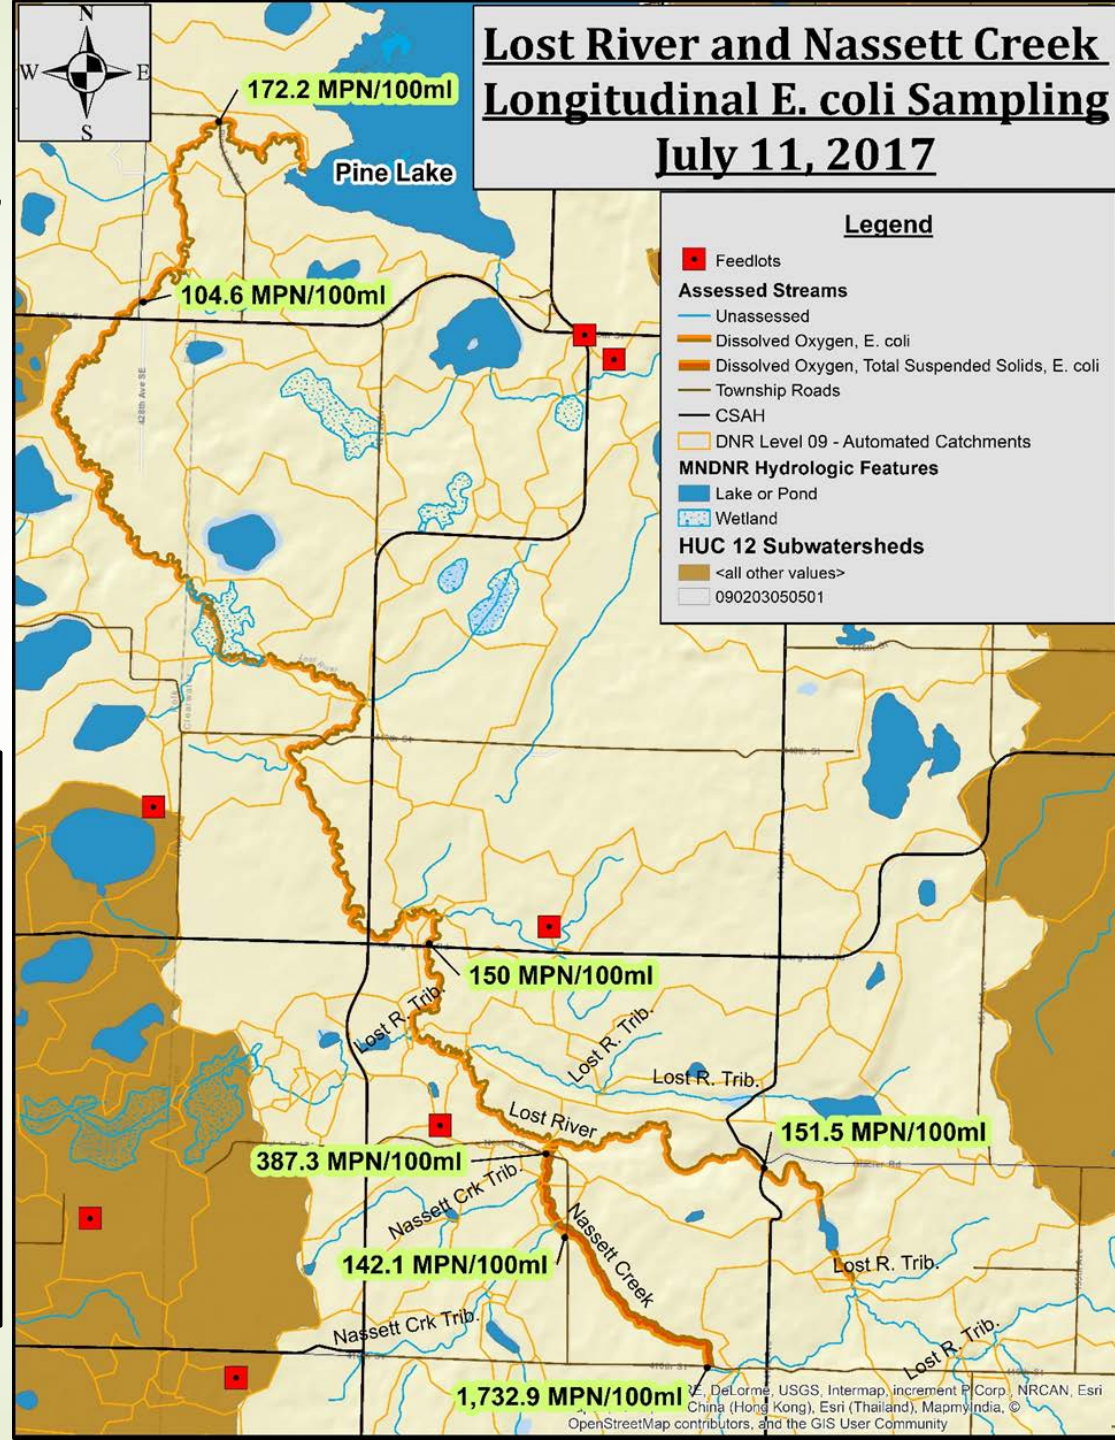 Lost River and Nassett Creek
Longitudinal E. coli Sampling
July 11, 2017
N
W
E
S
172.2 MPN/100ml
Pine Lake
104.6 MPN/100ml
428th Ave SE
Legend
Feedlots
Assessed Streams
Unassessed
Dissolved Oxygen, E. coli
Dissolved Oxygen, Total Suspended Solids, E. coli
Township Roads
CSAH
DNR Level 09 - Automated Catchments
MNDNR Hydrologic Features
Lake or Pond
Wetland
HUC 12 Subwatersheds
<all other values>
090203050501
Lost River
Clearwater
150 MPN/100ml
Lost R. Trib.
Lost R. Trib.
Lost R. Trib.
Lost River
151.5 MPN/100ml
387.3 MPN/100ml
Nassett Crk Trib.
Nassett Creek
142.1 MPN/100ml
Lost R. Trib.
Nassett Crk Trib.
Lost R. Trib.
1,732.9 MPN/100ml
DeLorme, USGS, Intermap, increment P Corp., NRCAN, Esri
China (Hong Kong), Esri (Thailand), MapmyIndia, ©
OpenStreetMap contributors, and the GIS User Community